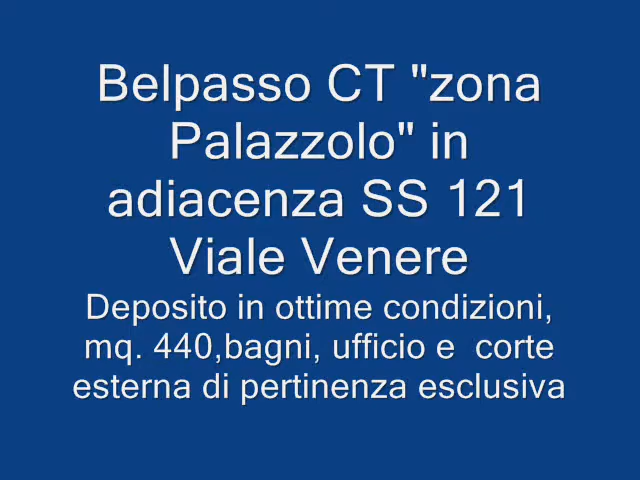 Belpasso CT "zona
Palazzolo" in
adiacenza SS 121
Viale Venere
Deposito in ottime condizioni,
mq. 440,bagni, ufficio e  corte
esterna di pertinenza esclusiva